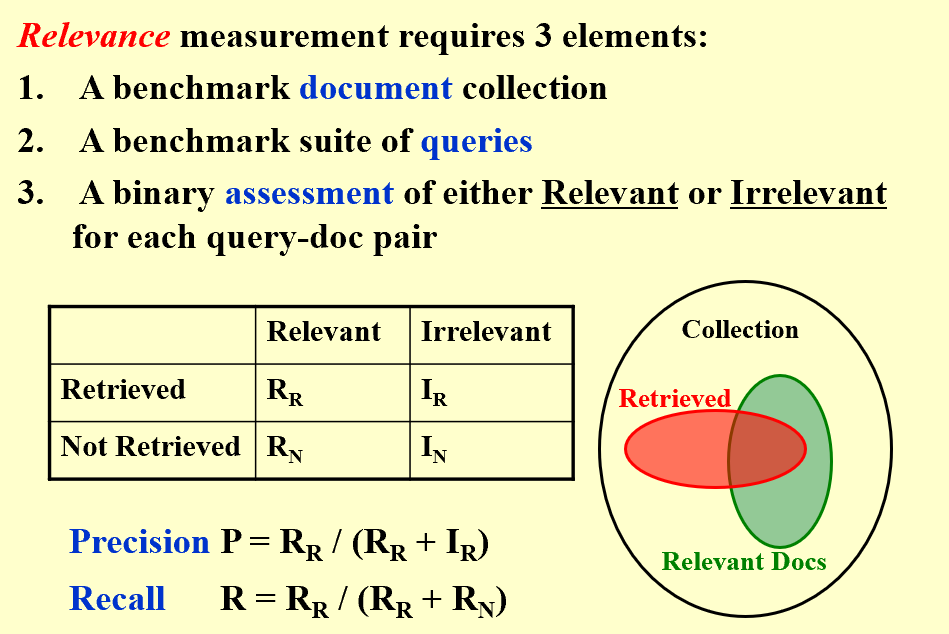 Relevance measurement requires 3 elements:
1. A benchmark document collection
2. A benchmark suite of queries
3. A binary assessment of either Relevant or Irrelevant
for each query-doc pair
Relevant Irrelevant
Retrieved R_R I_R
Not Retrieved R_N I_N
Collection
Retrieved
Relevant Docs
Precision P = R_R / (R_R + I_R)
Recall R = R_R / (R_R + R_N)